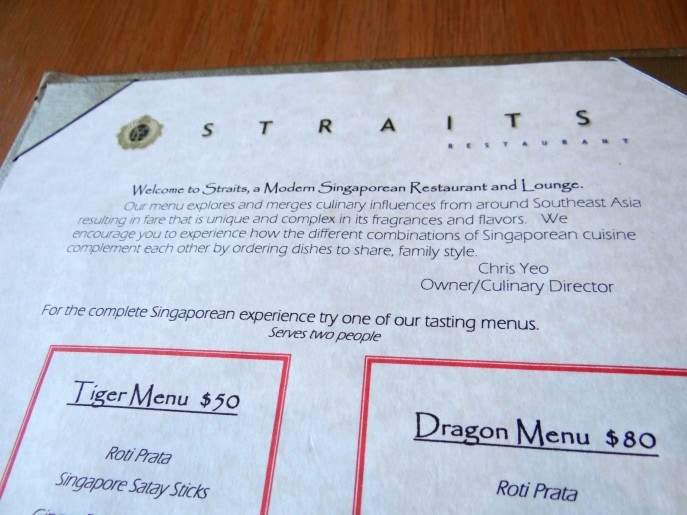 STRAITS
RESTAURANT
Welcome to Straits, a Modern Singaporean Restaurant and Lounge.
Our menu explores and merges culinary influences from around Southeast Asia
resulting in fare that is unique and complex in its fragrances and flavors. We
encourage you to experience how the different combinations of Singaporean cuisine
complement each other by ordering dishes to share, family style.
Chris Yeo
Owner/Culinary Director
For the complete Singaporean experience try one of our tasting menus.
Serves two people
Tiger Menu $50
Roti Prata
Singapore Satay Sticks
Dragon Menu $80
Roti Prata